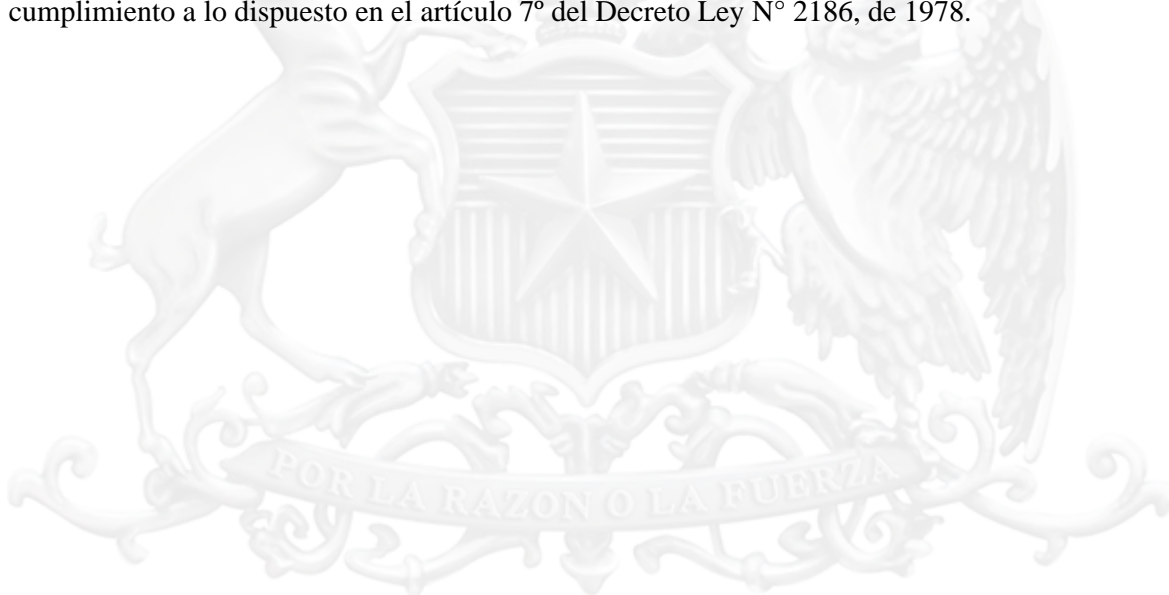 cumplimiento a lo dispuesto en el artículo 7º del Decreto Ley N° 2186, de 1978.
POR LA RAZON O LA FUERZA